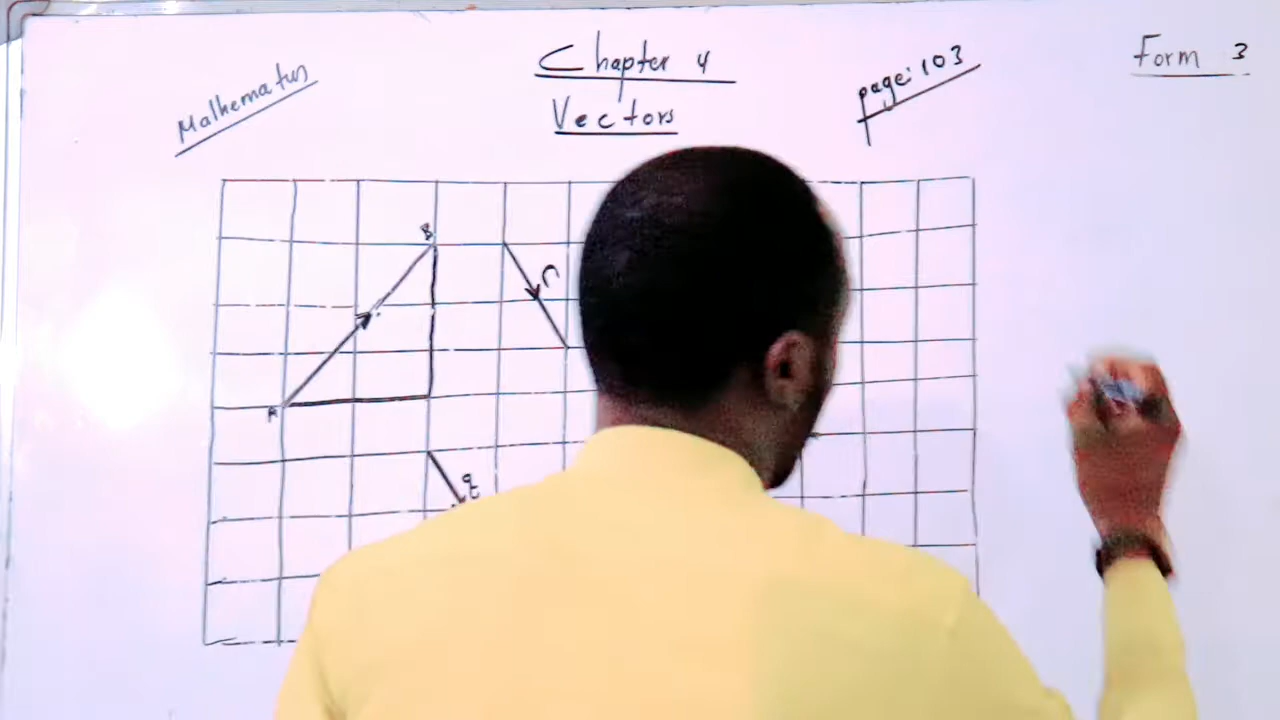 Mathematics
Chapter 4
Vectors
page: 103
Form 3
B
A
r
q